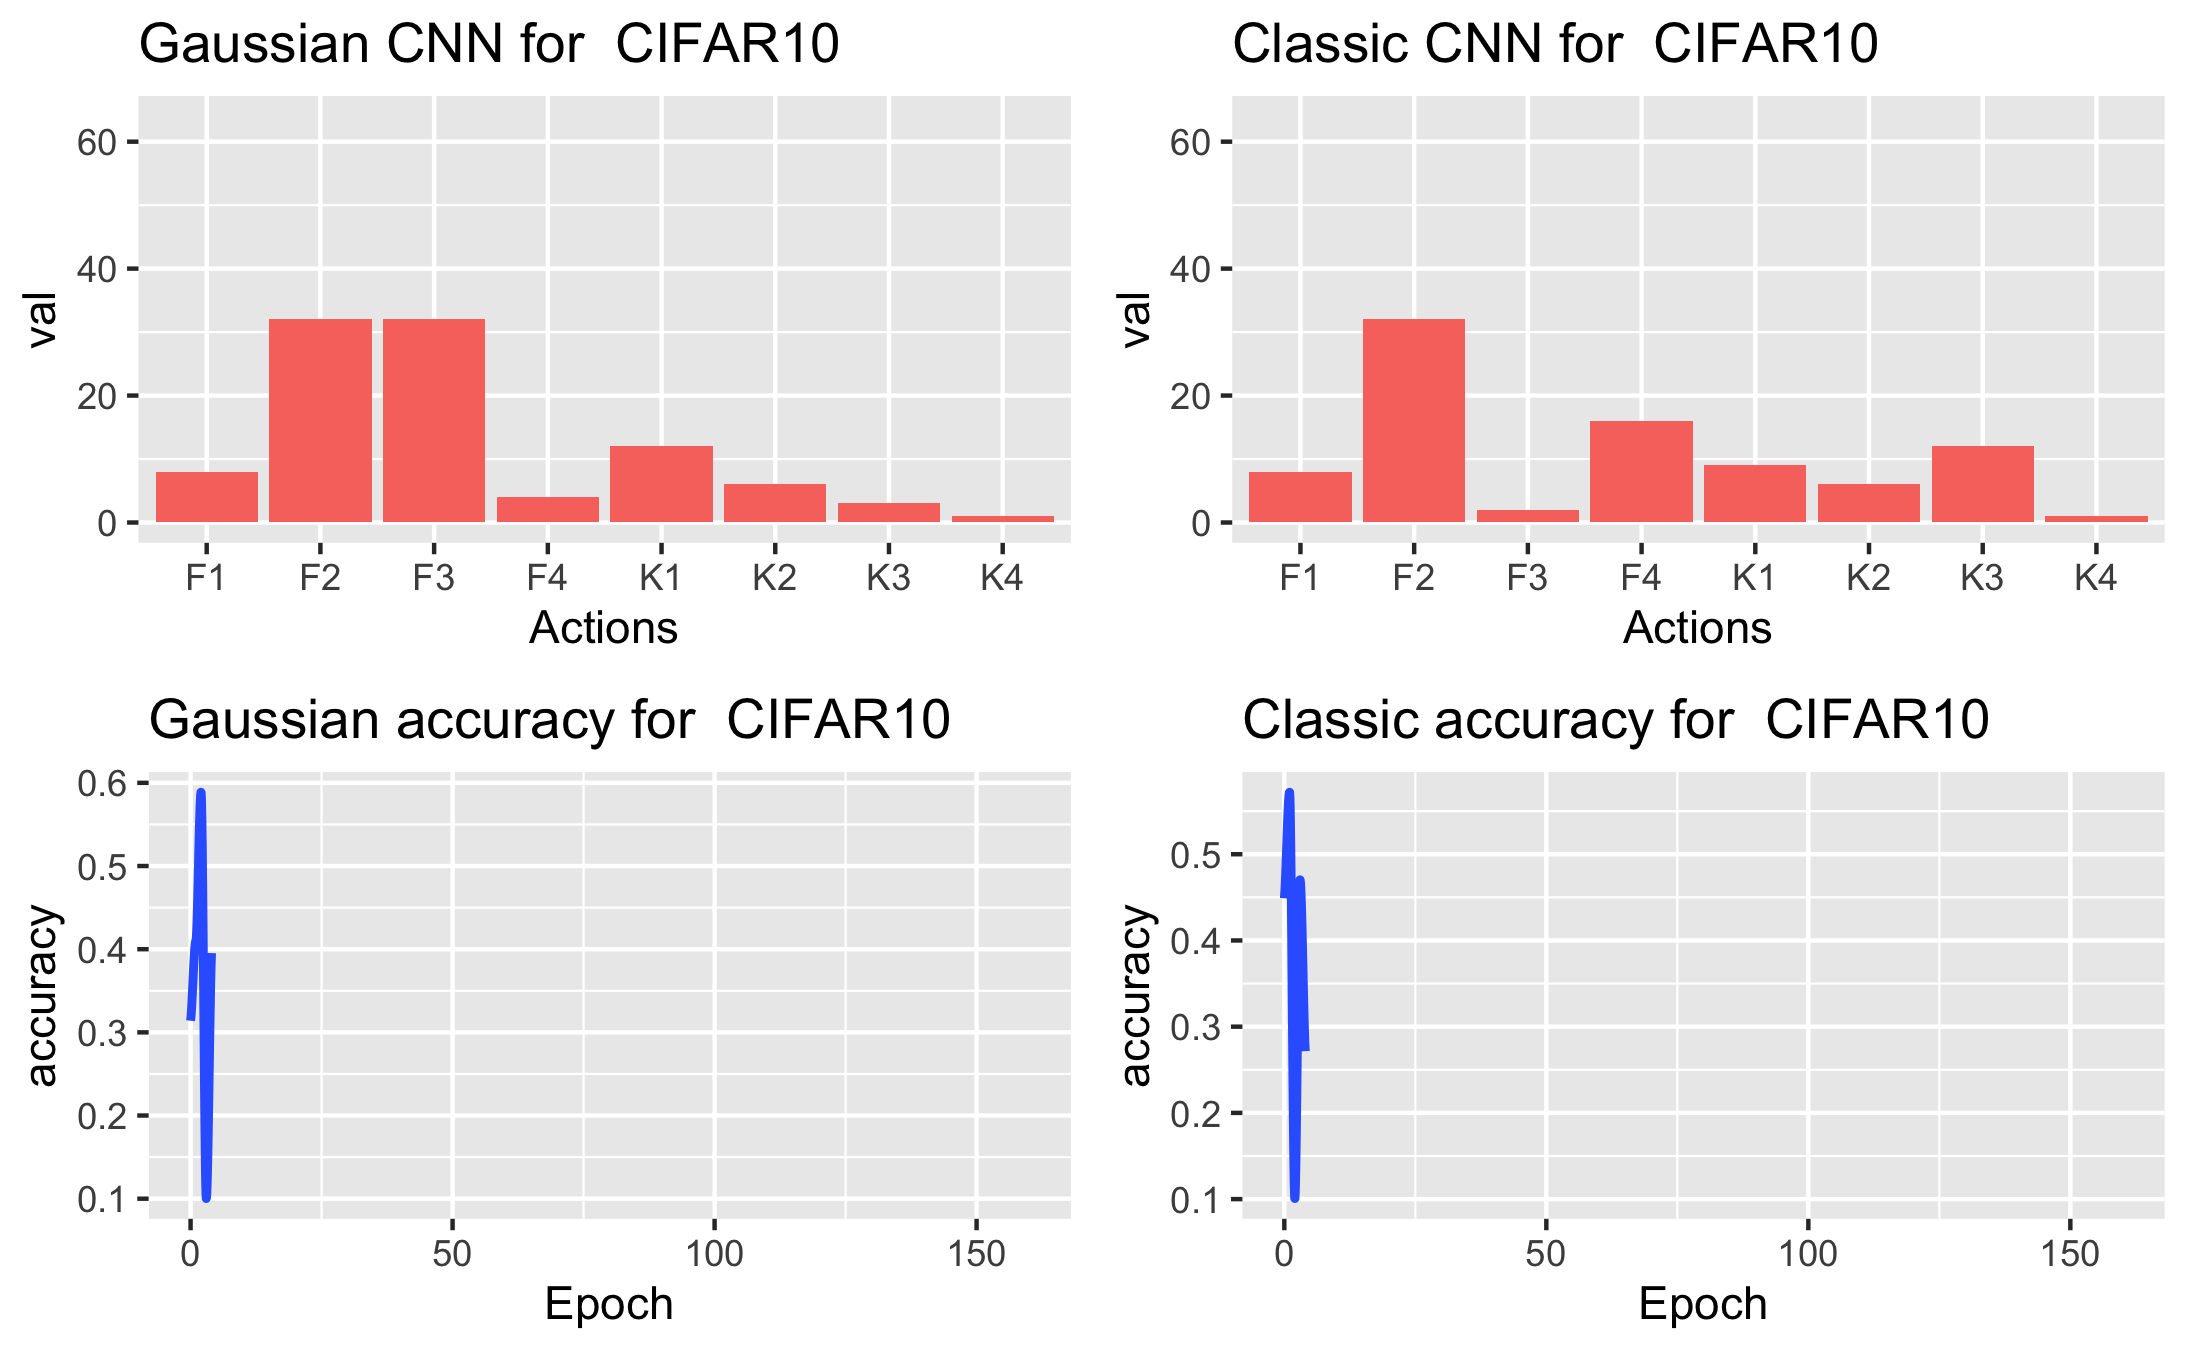 Gaussian CNN for  CIFAR10
60
40
20
0
val
F1 F2 F3 F4 K1 K2 K3 K4
Actions
Classic CNN for  CIFAR10
60
40
20
0
val
F1 F2 F3 F4 K1 K2 K3 K4
Actions
Gaussian accuracy for  CIFAR10
0.6
0.5
0.4
0.3
0.2
0.1
accuracy
0 50 100 150
Epoch
Classic accuracy for  CIFAR10
0.5
0.4
0.3
0.2
0.1
accuracy
0 50 100 150
Epoch